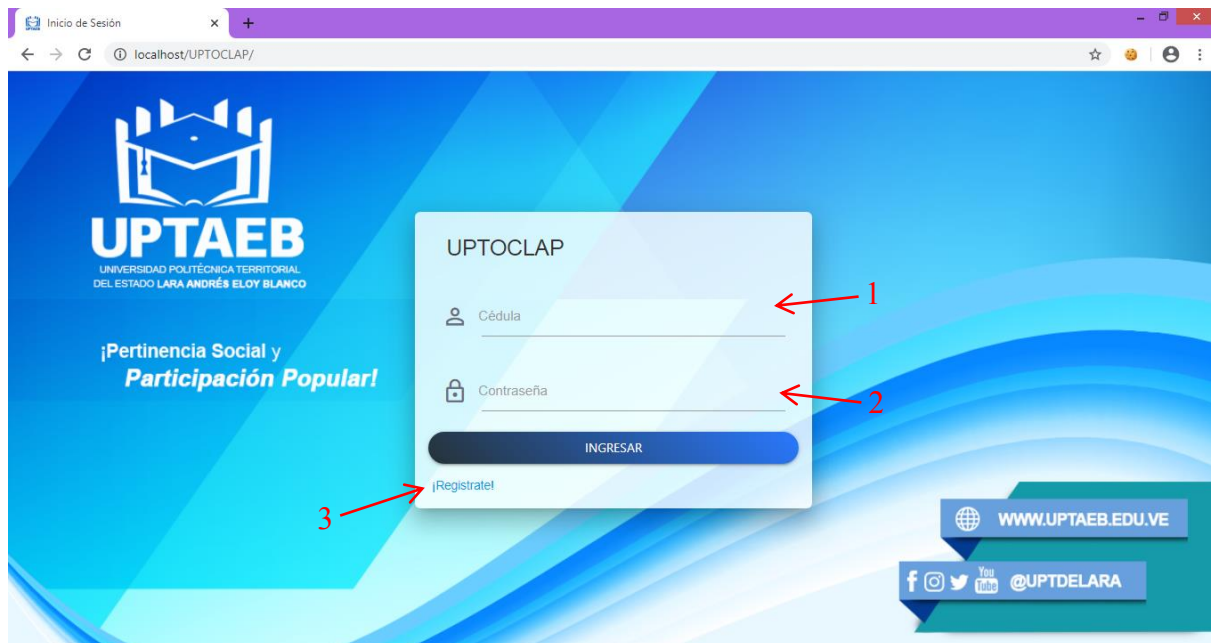 Inicio de Sesión
localhost/UPTOCLAP/
UPTAEB
UNIVERSIDAD POLITÉCNICA TERRITORIAL
DEL ESTADO LARA ANDRÉS ELOY BLANCO
¡Pertinencia Social y
Participación Popular!
UPTOCLAP
Cédula
1
Contraseña
2
INGRESAR
¡Registrate!
3
WWW.UPTAEB.EDU.VE
You
Tube
@UPTDELARA